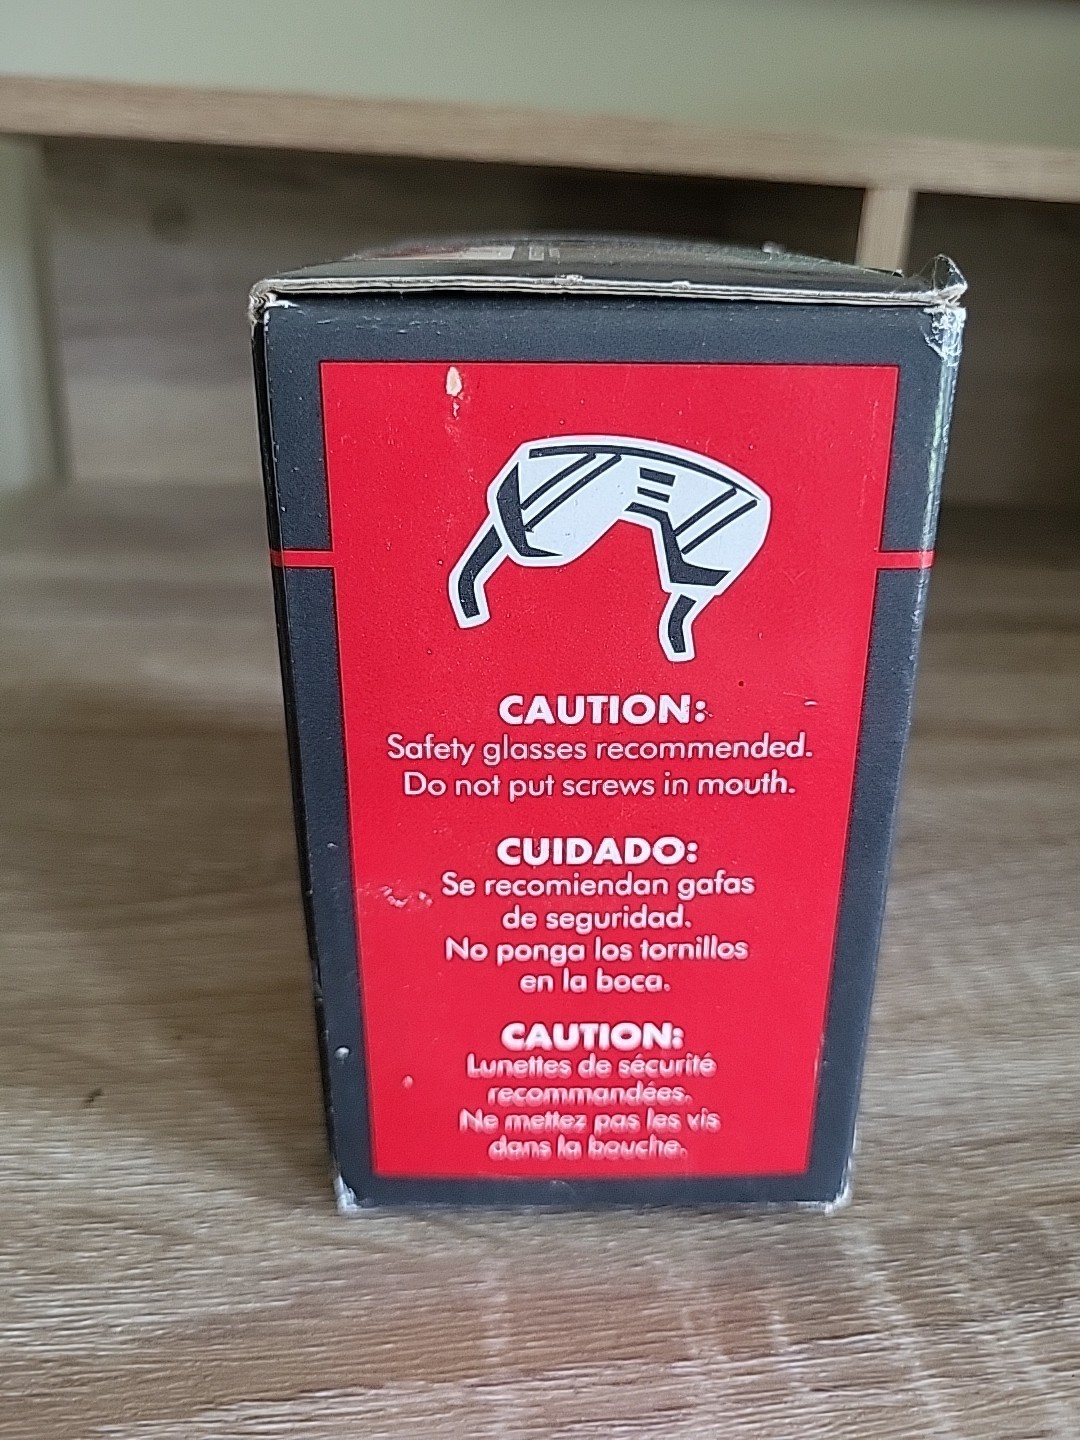 CAUTION:
Safety glasses recommended.
Do not put screws in mouth.
CUIDADO:
Se recomiendan gafas
de seguridad.
No ponga los tornillos
en la boca.
CAUTION:
Lunettes de sécurité
recommandées.
Ne mettez pas les vis
dans la bouche.